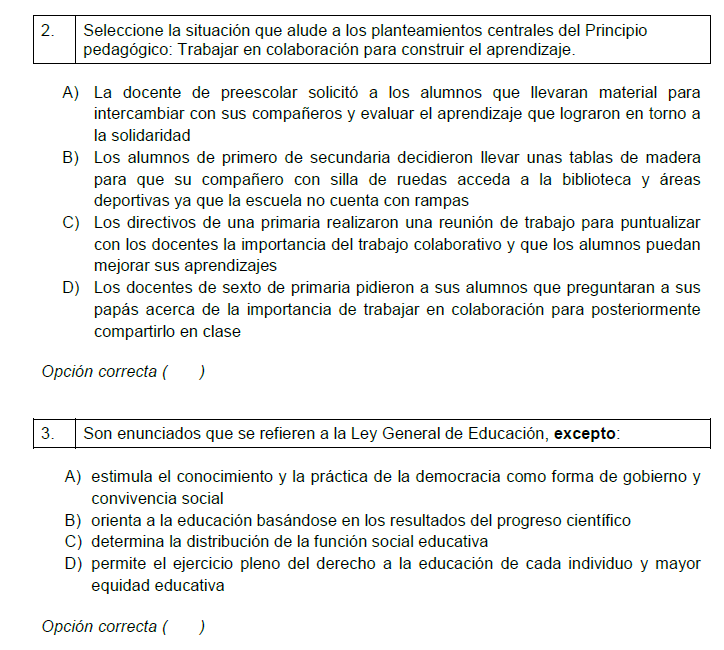 2. Seleccione la situación que alude a los planteamientos centrales del Principio
pedagógico: Trabajar en colaboración para construir el aprendizaje.
A) La docente de preescolar solicitó a los alumnos que llevaran material para
intercambiar con sus compañeros y evaluar el aprendizaje que lograron en torno a
la solidaridad
B) Los alumnos de primero de secundaria decidieron llevar unas tablas de madera
para que su compañero con silla de ruedas acceda a la biblioteca y áreas
deportivas ya que la escuela no cuenta con rampas
C) Los directivos de una primaria realizaron una reunión de trabajo para puntualizar
con los docentes la importancia del trabajo colaborativo y que los alumnos puedan
mejorar sus aprendizajes
D) Los docentes de sexto de primaria pidieron a sus alumnos que preguntaran a sus
papás acerca de la importancia de trabajar en colaboración para posteriormente
compartirlo en clase
Opción correcta ( )
3. Son enunciados que se refieren a la Ley General de Educación, excepto:
A) estimula el conocimiento y la práctica de la democracia como forma de gobierno y
convivencia social
B) orienta a la educación basándose en los resultados del progreso científico
C) determina la distribución de la función social educativa
D) permite el ejercicio pleno del derecho a la educación de cada individuo y mayor
equidad educativa
Opción correcta ( )